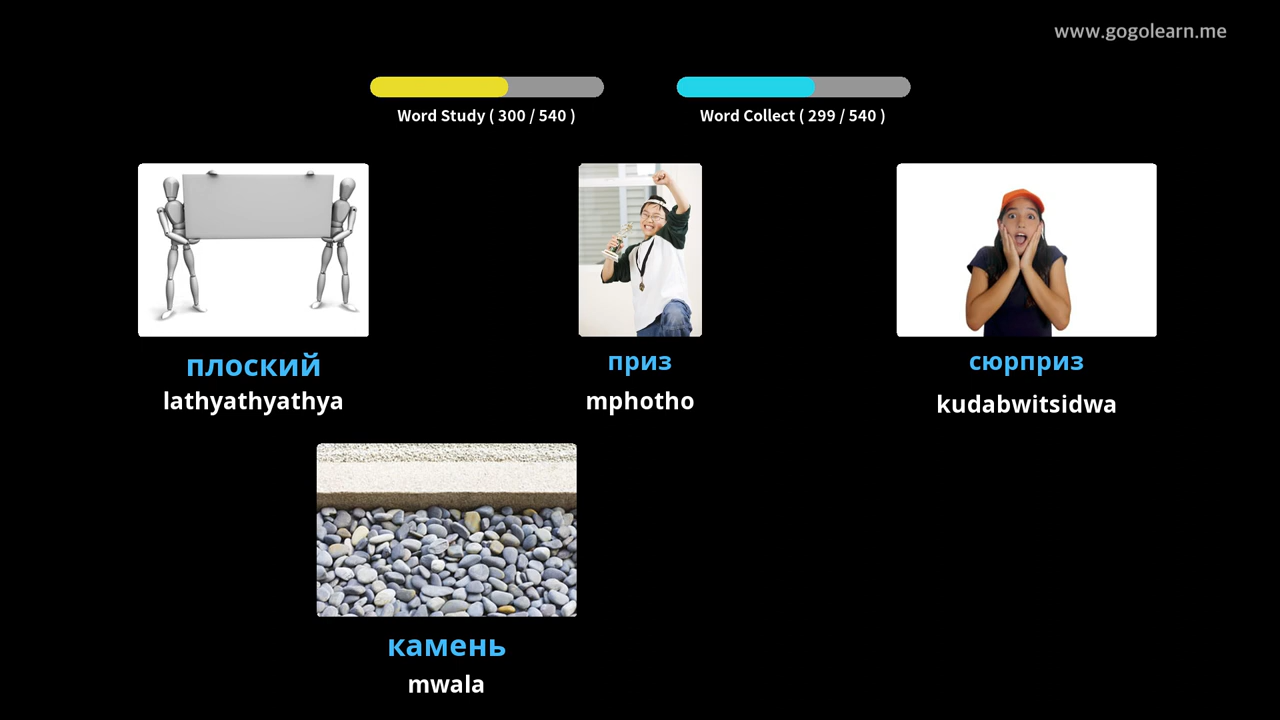 www.gogolearn.me
Word Study ( 300 / 540 )
Word Collect ( 299 / 540 )
плоский
lathyathyathya
приз
mphotho
сюрприз
kudabwitsidwa
камень
mwala